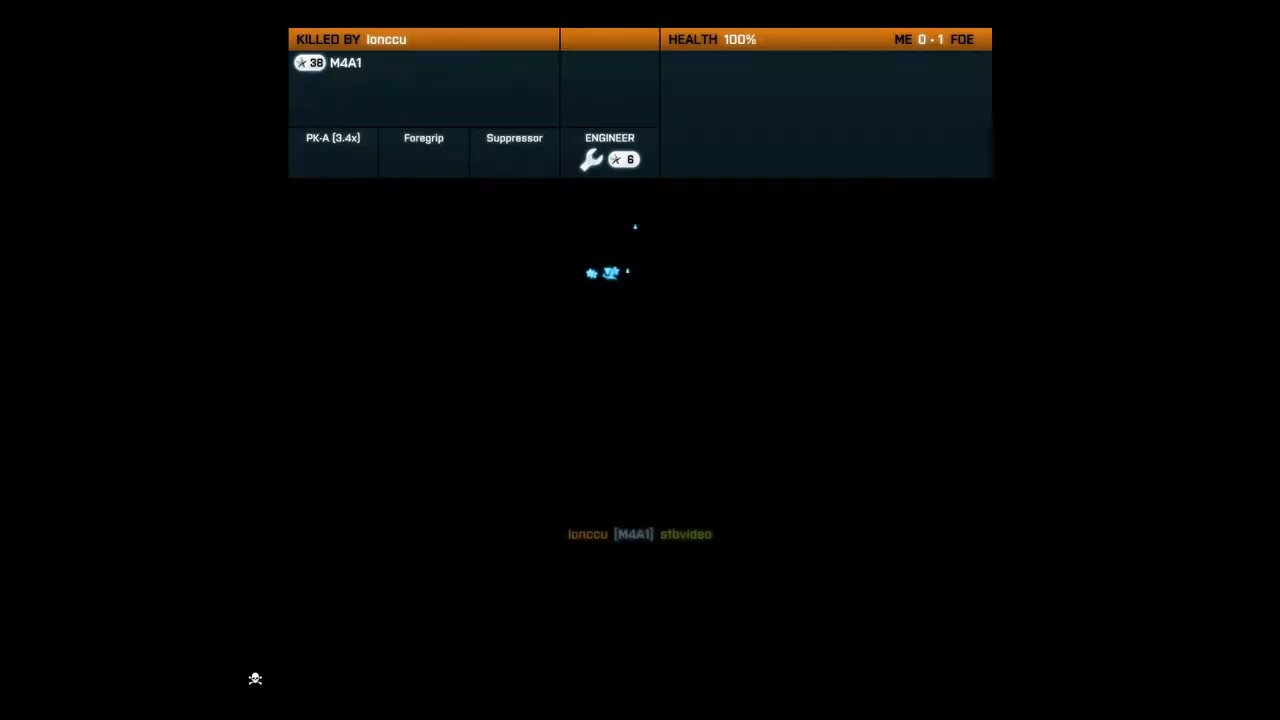 KILLED BY lonccu
HEALTH 100%
ME 0 - 1 FOE
38 M4A1
PK-A (3.4x)
Foregrip
Suppressor
ENGINEER
6
lonccu [M4A1] stbvideo